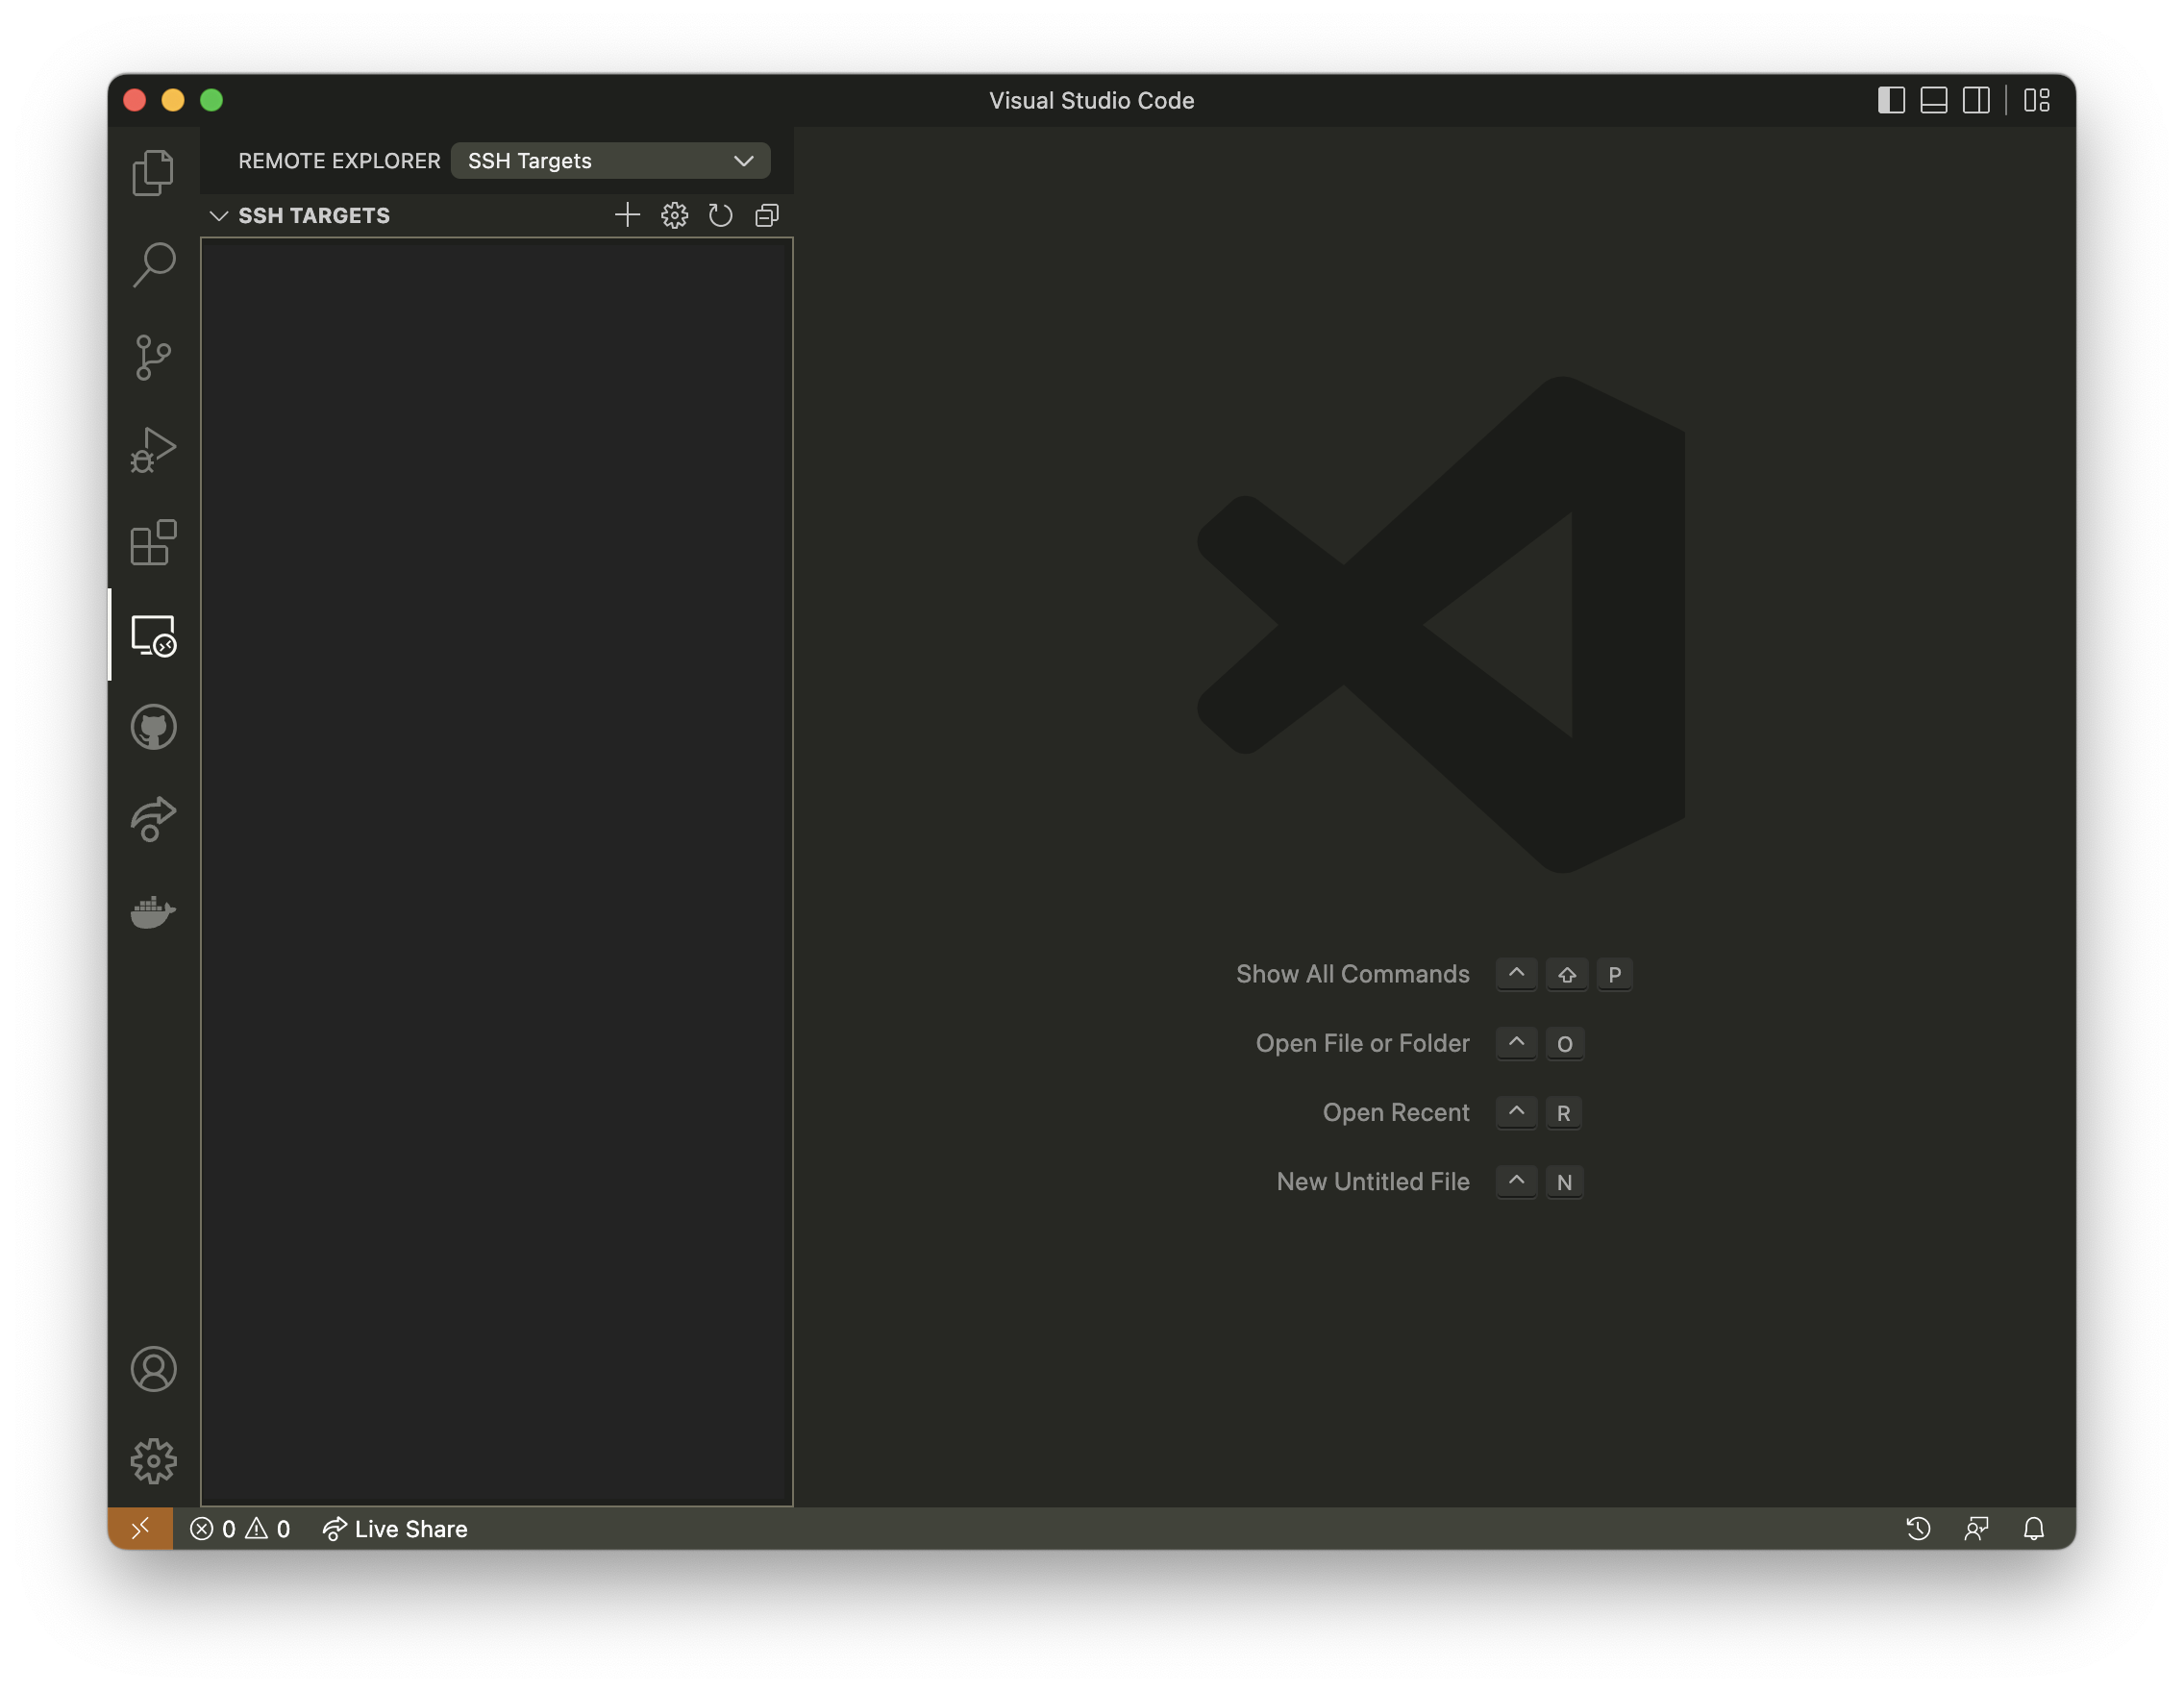 Visual Studio Code
REMOTE EXPLORER SSH Targets
SSH TARGETS
Show All Commands ^ ⇧ P
Open File or Folder ^ O
Open Recent ^ R
New Untitled File ^ N
0 0 Live Share